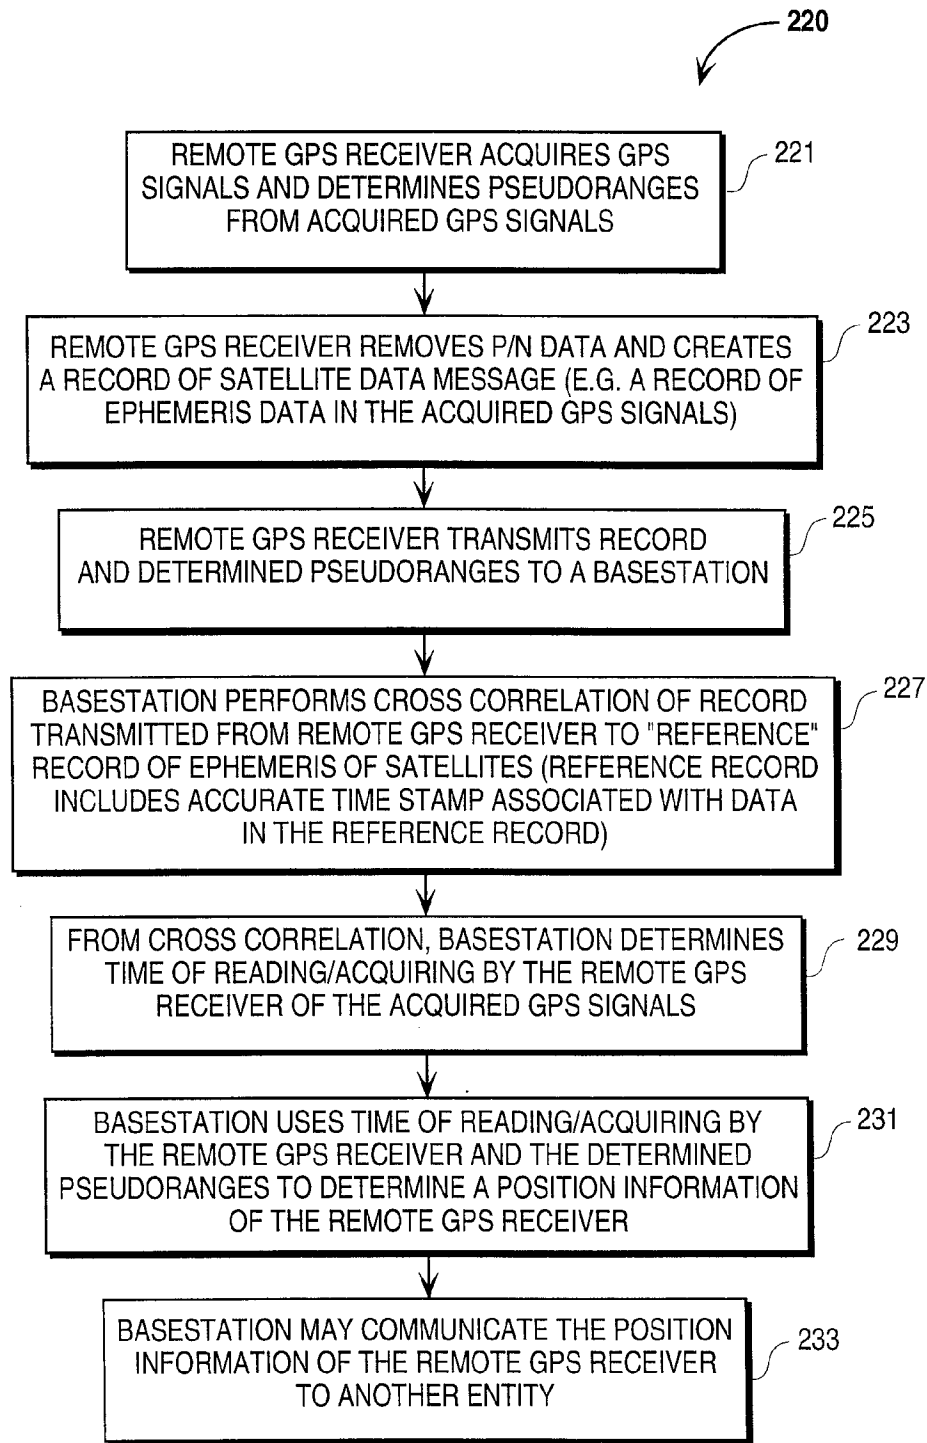 220
REMOTE GPS RECEIVER ACQUIRES GPS
SIGNALS AND DETERMINES PSEUDORANGES
FROM ACQUIRED GPS SIGNALS
221
REMOTE GPS RECEIVER REMOVES P/N DATA AND CREATES
A RECORD OF SATELLITE DATA MESSAGE (E.G. A RECORD OF
EPHEMERIS DATA IN THE ACQUIRED GPS SIGNALS)
223
REMOTE GPS RECEIVER TRANSMITS RECORD
AND DETERMINED PSEUDORANGES TO A BASESTATION
225
BASESTATION PERFORMS CROSS CORRELATION OF RECORD
TRANSMITTED FROM REMOTE GPS RECEIVER TO "REFERENCE"
RECORD OF EPHEMERIS OF SATELLITES (REFERENCE RECORD
INCLUDES ACCURATE TIME STAMP ASSOCIATED WITH DATA
IN THE REFERENCE RECORD)
227
FROM CROSS CORRELATION, BASESTATION DETERMINES
TIME OF READING/ACQUIRING BY THE REMOTE GPS
RECEIVER OF THE ACQUIRED GPS SIGNALS
229
BASESTATION USES TIME OF READING/ACQUIRING BY
THE REMOTE GPS RECEIVER AND THE DETERMINED
PSEUDORANGES TO DETERMINE A POSITION INFORMATION
OF THE REMOTE GPS RECEIVER
231
BASESTATION MAY COMMUNICATE THE POSITION
INFORMATION OF THE REMOTE GPS RECEIVER
TO ANOTHER ENTITY
233